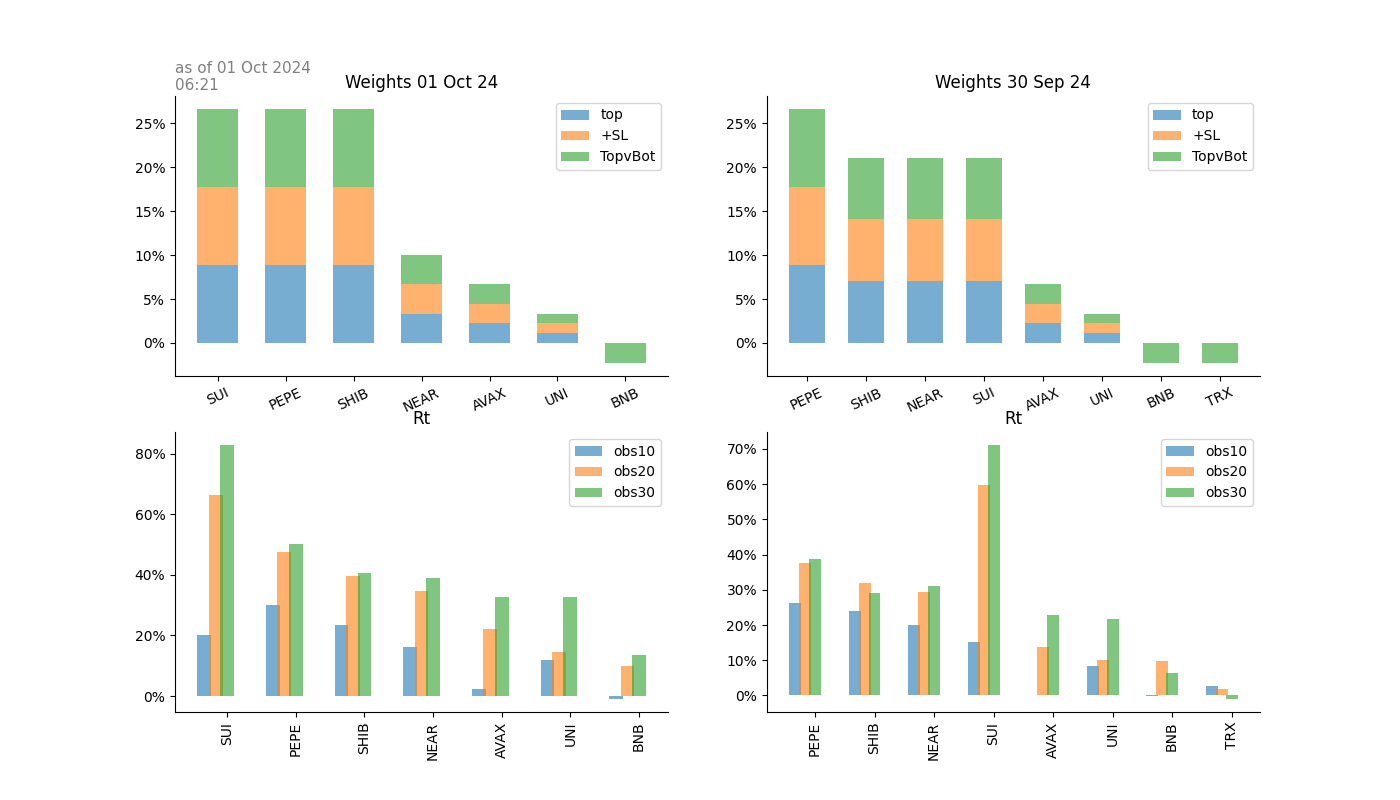 as of 01 Oct 2024
06:21
Weights 01 Oct 24
25%
20%
15%
10%
5%
0%
top
+SL
TopvBot
SUI
PEPE
SHIB
NEAR
AVAX
UNI
BNB
Weights 30 Sep 24
25%
20%
15%
10%
5%
0%
top
+SL
TopvBot
PEPE
SHIB
NEAR
SUI
AVAX
UNI
BNB
TRX
Rt
80%
60%
40%
20%
0%
obs10
obs20
obs30
SUI
PEPE
SHIB
NEAR
AVAX
UNI
BNB
Rt
70%
60%
50%
40%
30%
20%
10%
0%
obs10
obs20
obs30
PEPE
SHIB
NEAR
SUI
AVAX
UNI
BNB
TRX